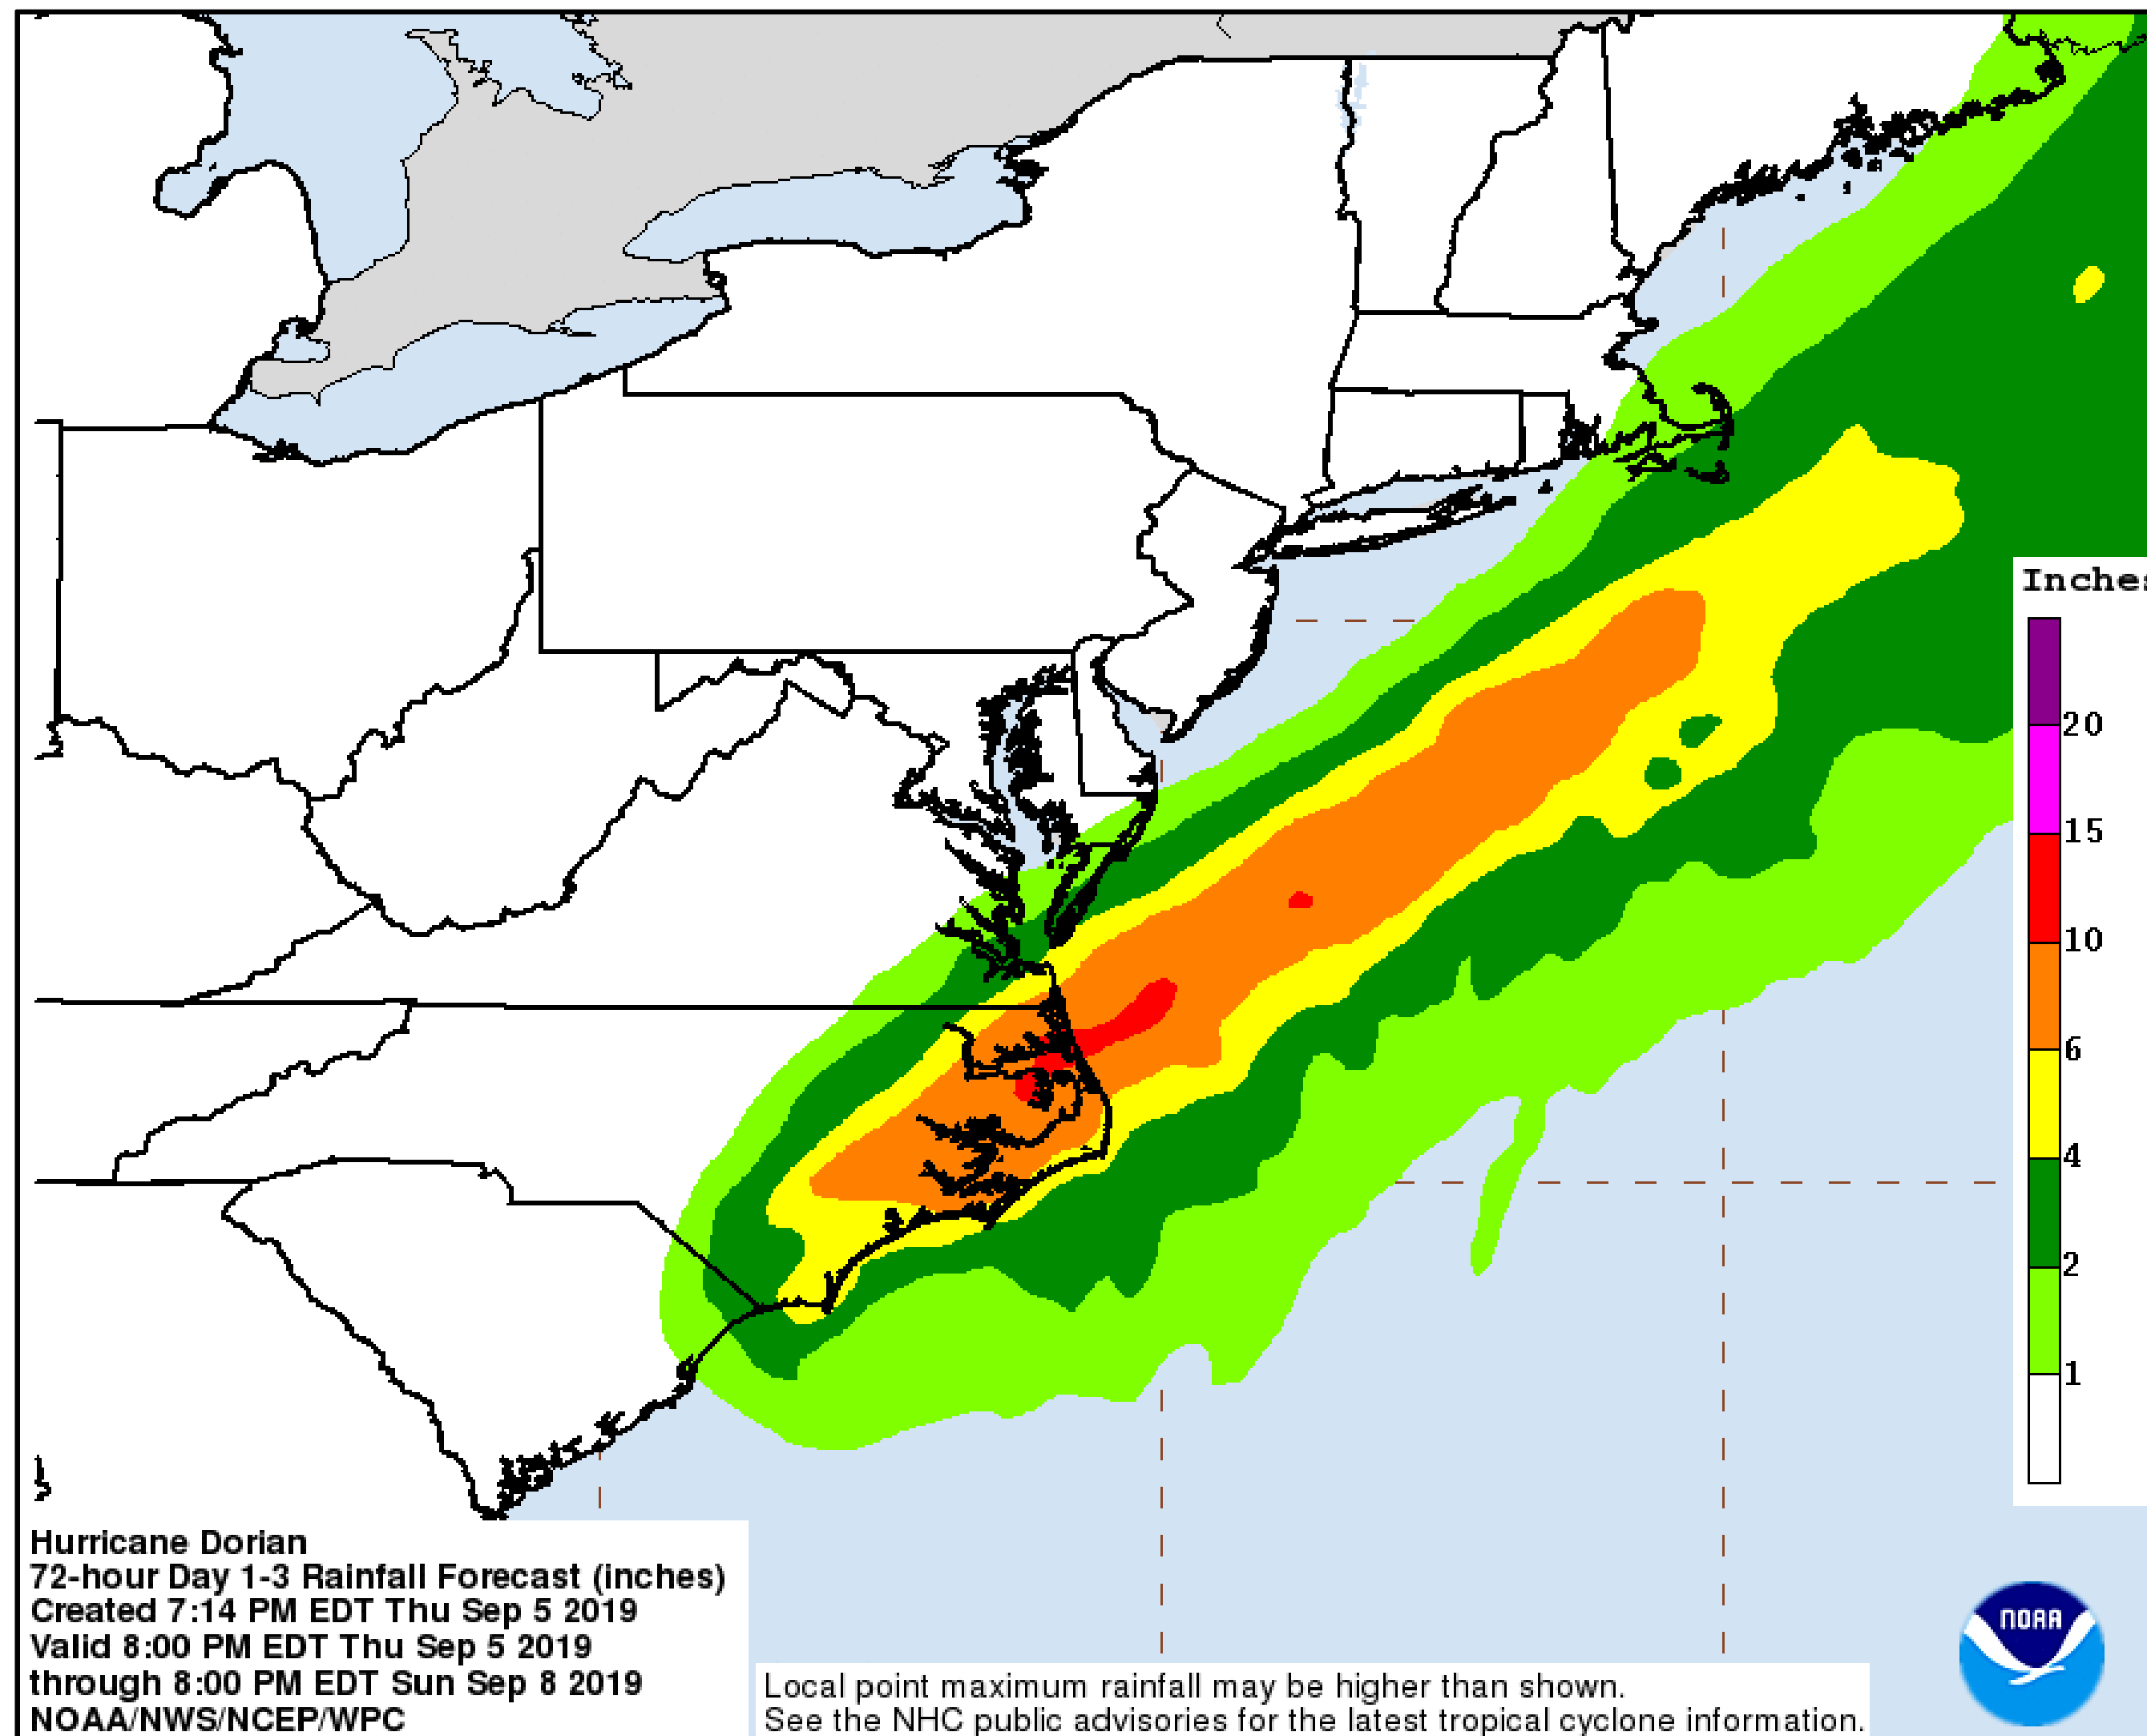 Inches
20
15
10
6
4
2
1
Hurricane Dorian
72-hour Day 1-3 Rainfall Forecast (inches)
Created 7:14 PM EDT Thu Sep 5 2019
Valid 8:00 PM EDT Thu Sep 5 2019
through 8:00 PM EDT Sun Sep 8 2019
NOAA/NWS/NCEP/WPC
Local point maximum rainfall may be higher than shown.
See the NHC public advisories for the latest tropical cyclone information.
NOAA